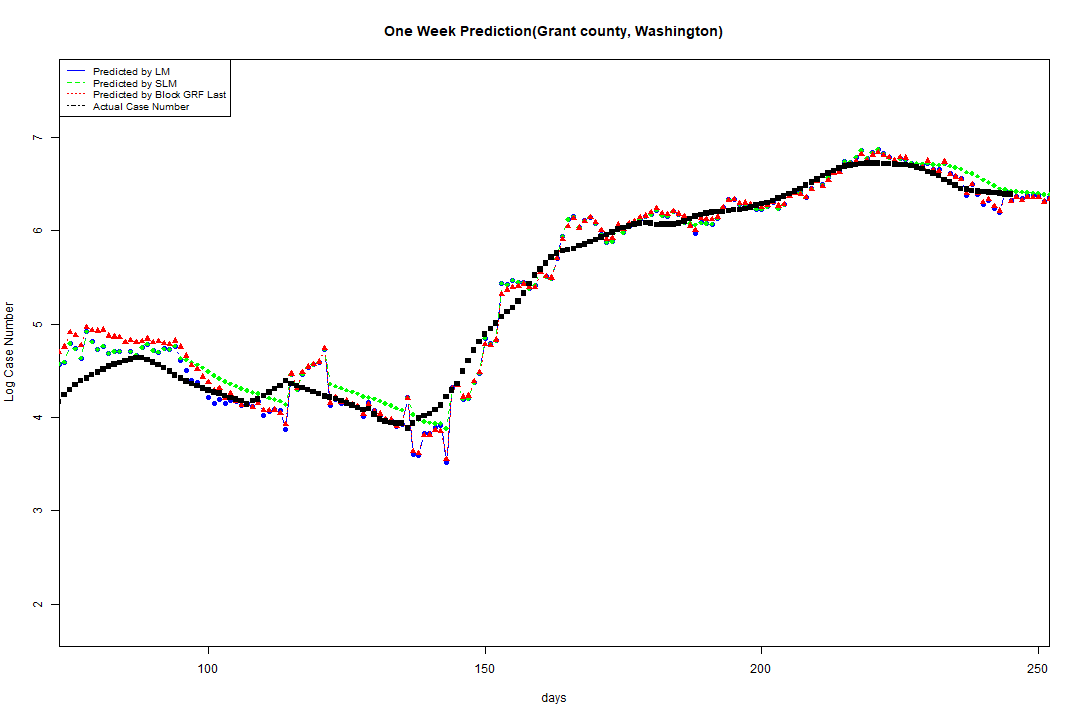 One Week Prediction(Grant county, Washington)
Predicted by LM
Predicted by SLM
Predicted by Block GRF Last
Actual Case Number
7
6
5
4
3
2
Log Case Number
100 150 200 250
days